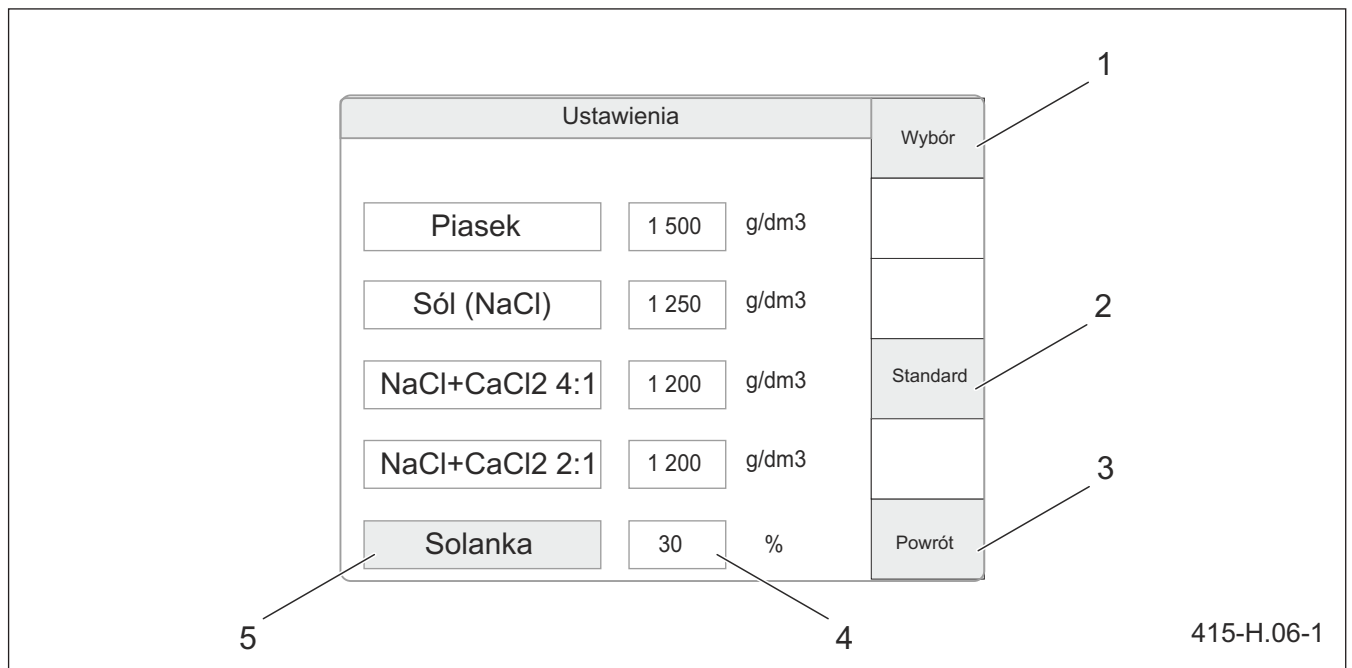 1
Ustawienia
Wybór
Piasek 1 500 g/dm3
Sól (NaCl) 1 250 g/dm3
2
NaCl+CaCl2 4:1 1 200 g/dm3
Standard
NaCl+CaCl2 2:1 1 200 g/dm3
3
Solanka 30 %
Powrót
5 4
415-H.06-1